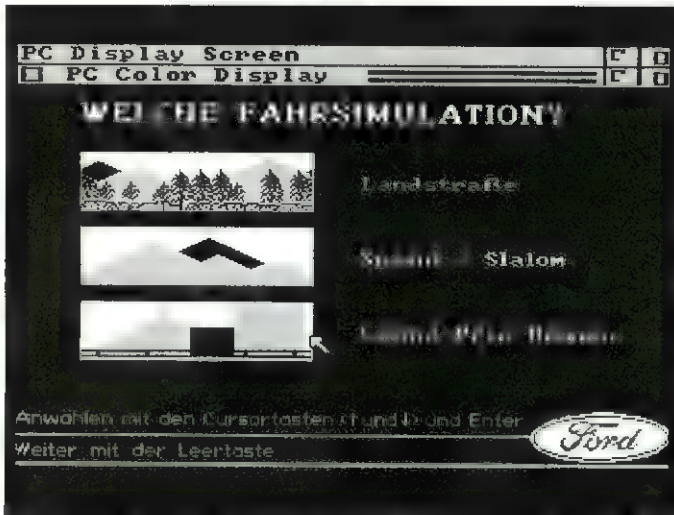 PC Display Screen
PC Color Display
WELCHE FAHRSIMULATION?
Landstraße
Slalom
Anwählen mit den Cursortasten (↑und↓) und Enter
Weiter mit der Leertaste
Ford